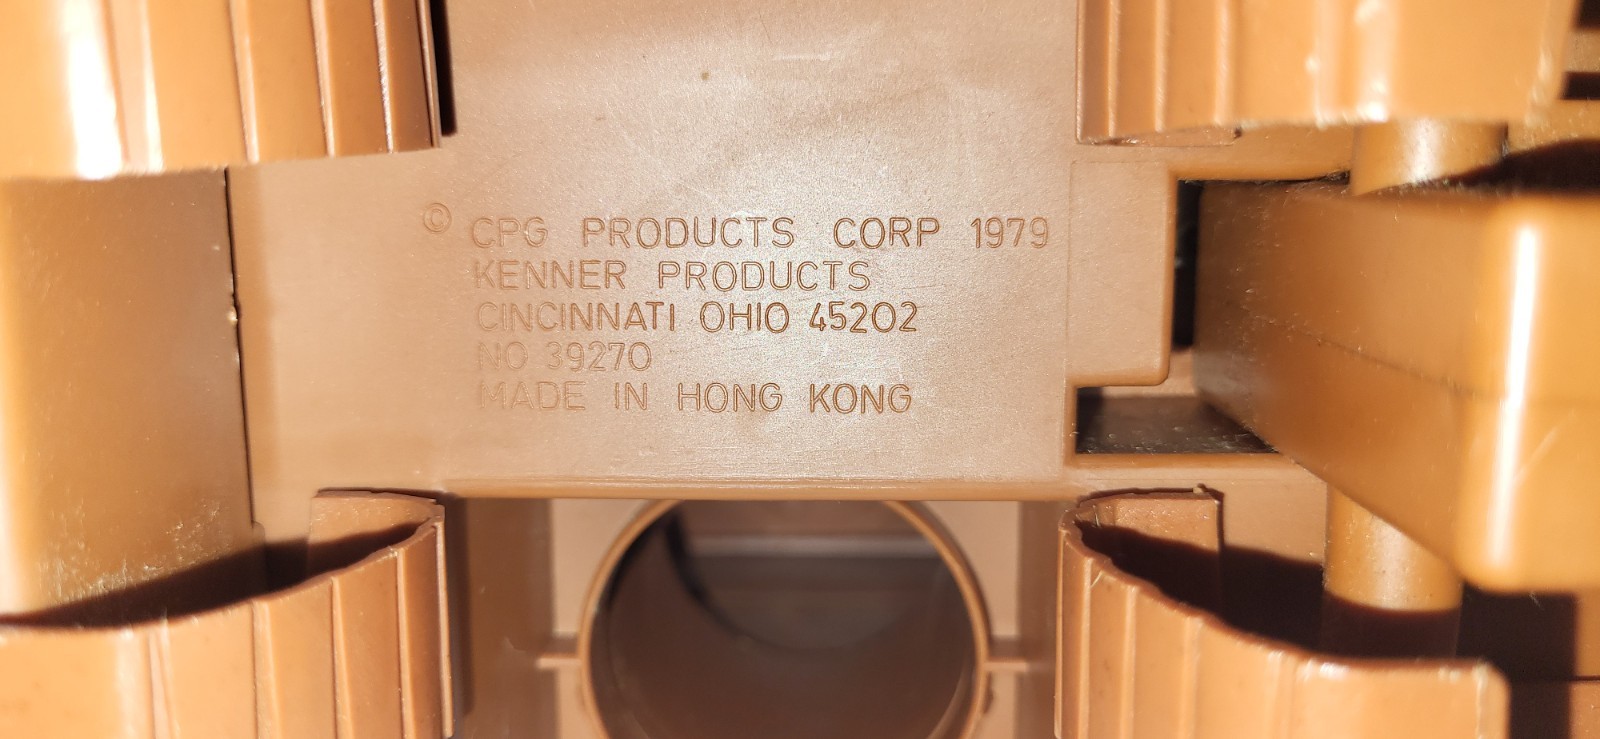 © CPG PRODUCTS CORP 1979
KENNER PRODUCTS
CINCINNATI OHIO 45202
NO 39270
MADE IN HONG KONG